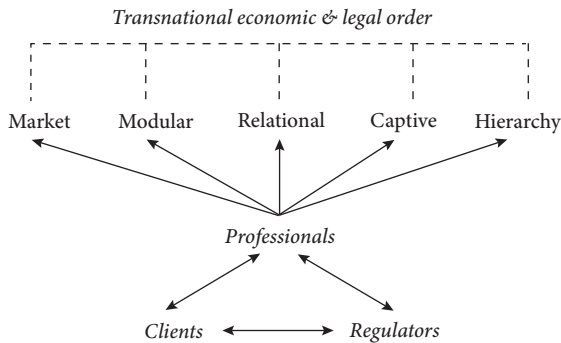 Transnational economic & legal order
Market Modular Relational Captive Hierarchy
Professionals
Clients Regulators